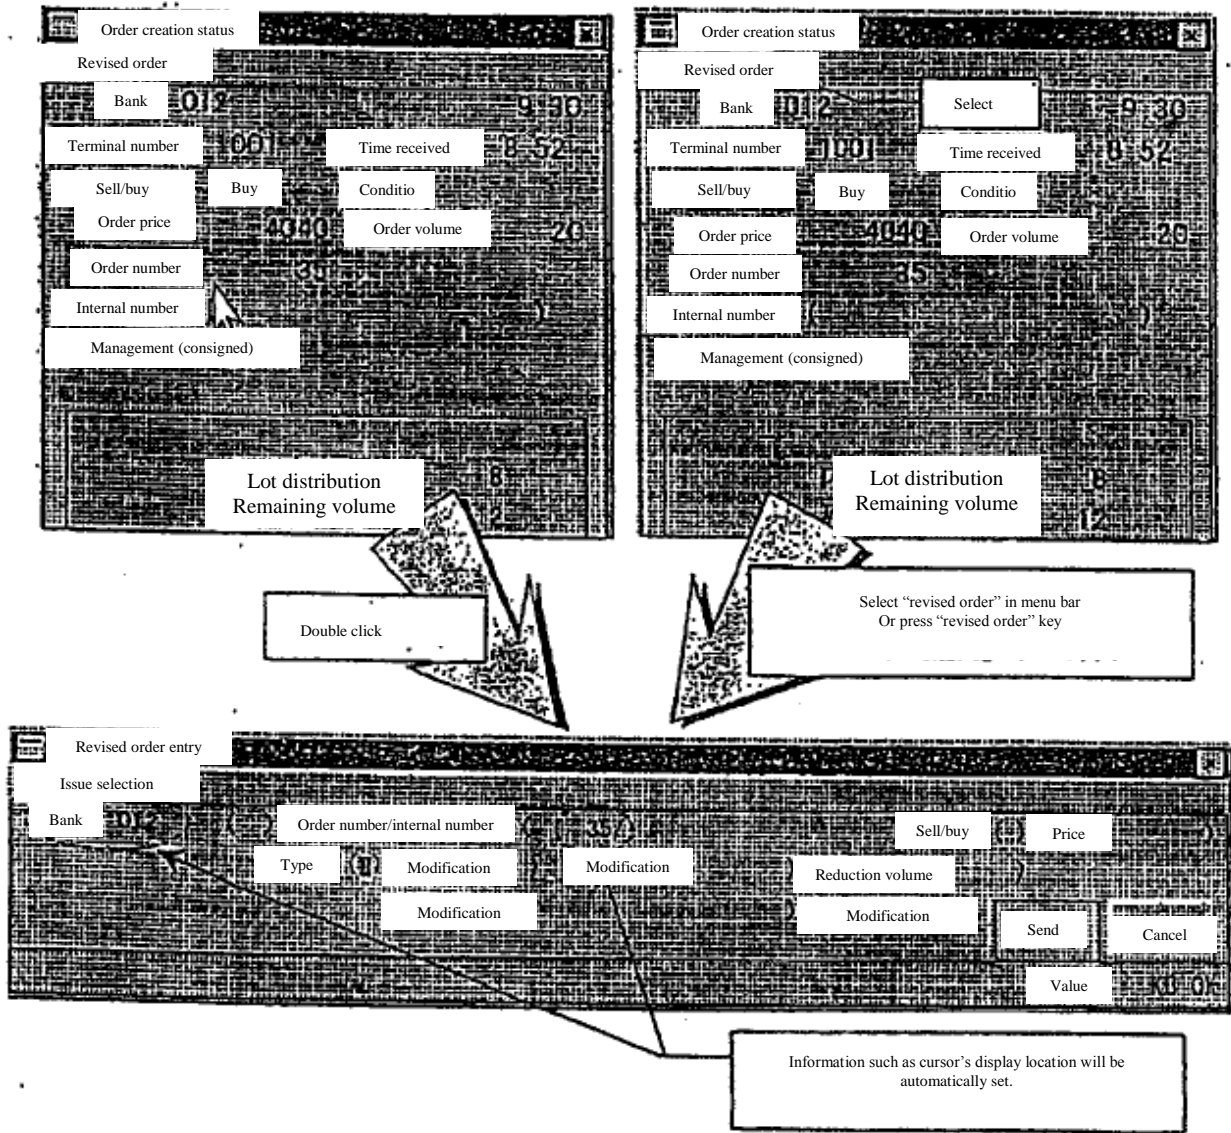 Order creation status
Revised order
Bank 012 9 30
Terminal number 1001 Time received 8 52
Sell/buy Buy Conditio
Order price 4040 Order volume 20
Order number 35
Internal number )
Management (consigned)
Lot distribution 8
Remaining volume 2
Order creation status
Revised order
Bank 012 Select 9 30
Terminal number 1001 Time received 8 52
Sell/buy Buy Conditio
Order price 4040 Order volume 20
Order number 35
Internal number ( )
Management (consigned)
Lot distribution 8
Remaining volume 12
Double click
Select “revised order” in menu bar
Or press “revised order” key
Revised order entry
Issue selection
Bank 012 ) ( ) Order number/internal number ( 35/) Sell/buy (-) Price )
Type Modification Modification ) Reduction volume )
Modification ) Modification Send Cancel
Value
Information such as cursor’s display location will be
automatically set.